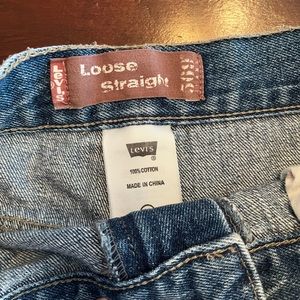 LEVI'S
Loose
Straight
569
Levi's
®
100% COTTON
MADE IN CHINA